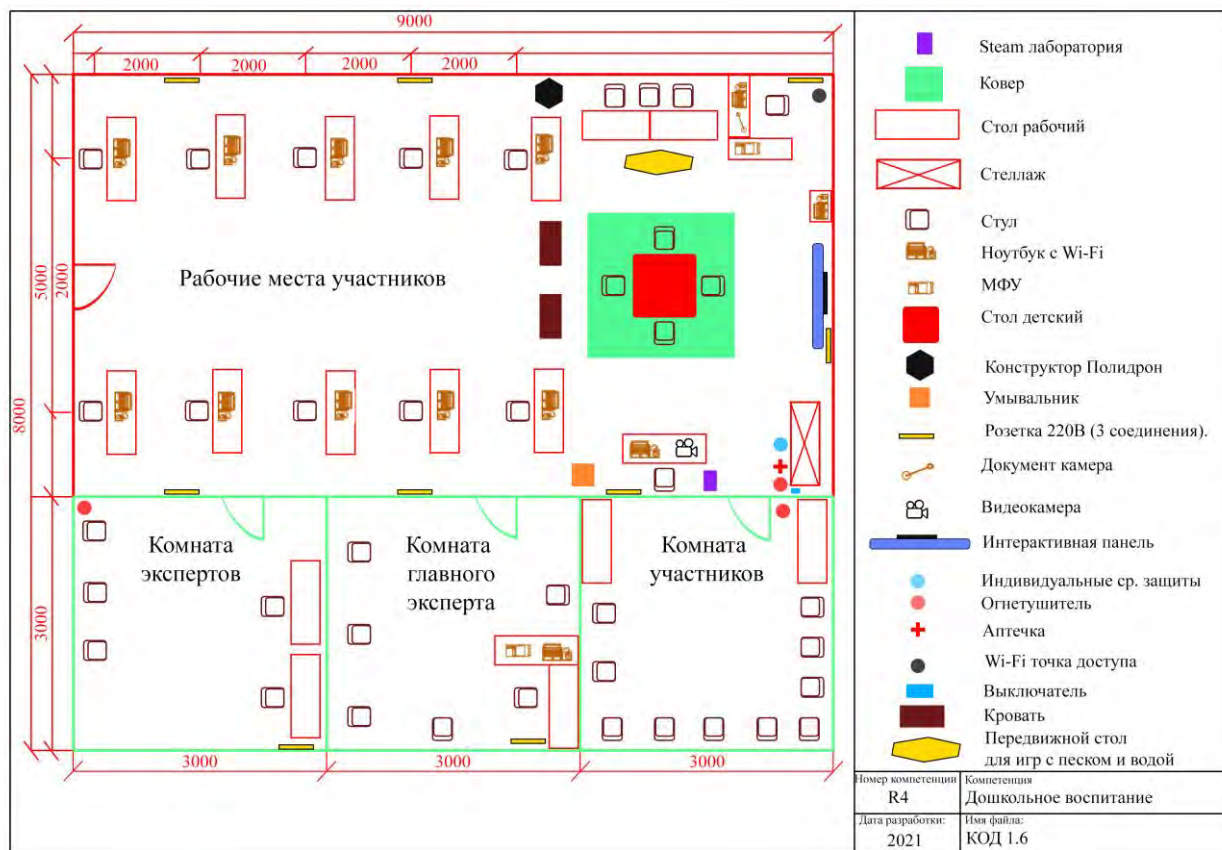 9000
2000
2000
2000
2000
8000
5000
2000
3000
Рабочие места участников
Комната
экспертов
Комната
главного
эксперта
Комната
участников
3000
3000
3000
Steam лаборатория
Ковер
Стол рабочий
Стеллаж
Стул
Ноутбук с Wi-Fi
МФУ
Стол детский
Конструктор Полидрон
Умывальник
Розетка 220В (3 соединения).
Документ камера
Видеокамера
Интерактивная панель
Индивидуальные ср. защиты
Огнетушитель
Аптечка
Wi-Fi точка доступа
Выключатель
Кровать
Передвижной стол
для игр с песком и водой
Номер компетенции
R4
Компетенция
Дошкольное воспитание
Дата разработки:
2021
Имя файла:
КОД 1.6